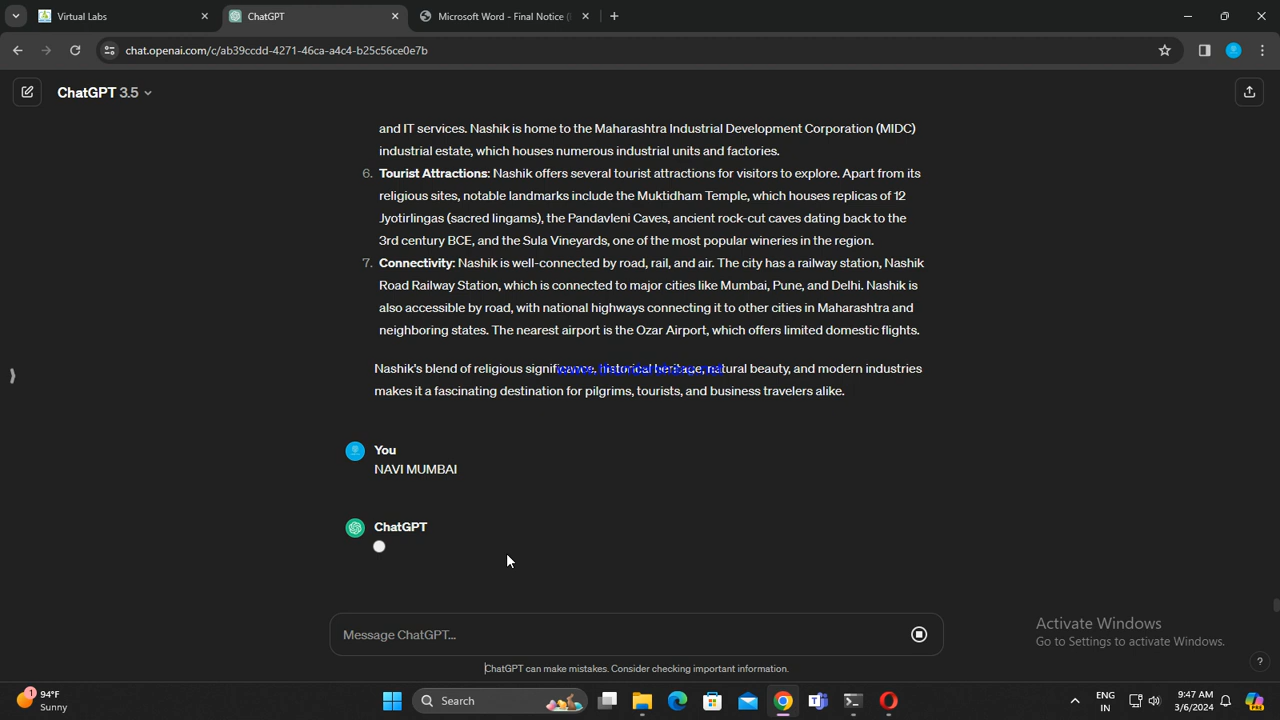 Virtual Labs
ChatGPT
Microsoft Word - Final Notice (
chat.openai.com/c/ab39ccdd-4271-46ca-a4c4-b25c56ce0e7b
ChatGPT 3.5
and IT services. Nashik is home to the Maharashtra Industrial Development Corporation (MIDC)
industrial estate, which houses numerous industrial units and factories.
6. Tourist Attractions: Nashik offers several tourist attractions for visitors to explore. Apart from its
religious sites, notable landmarks include the Muktidham Temple, which houses replicas of 12
Jyotirlingas (sacred lingams), the Pandavleni Caves, ancient rock-cut caves dating back to the
3rd century BCE, and the Sula Vineyards, one of the most popular wineries in the region.
7. Connectivity: Nashik is well-connected by road, rail, and air. The city has a railway station, Nashik
Road Railway Station, which is connected to major cities like Mumbai, Pune, and Delhi. Nashik is
also accessible by road, with national highways connecting it to other cities in Maharashtra and
neighboring states. The nearest airport is the Ozar Airport, which offers limited domestic flights.
Nashik's blend of religious significance, historical heritage, natural beauty, and modern industries
makes it a fascinating destination for pilgrims, tourists, and business travelers alike.
You
NAVI MUMBAI
ChatGPT
Message ChatGPT...
Activate Windows
Go to Settings to activate Windows.
ChatGPT can make mistakes. Consider checking important information.
?
1
94°F
Sunny
Search
ENG
IN
9:47 AM
3/6/2024